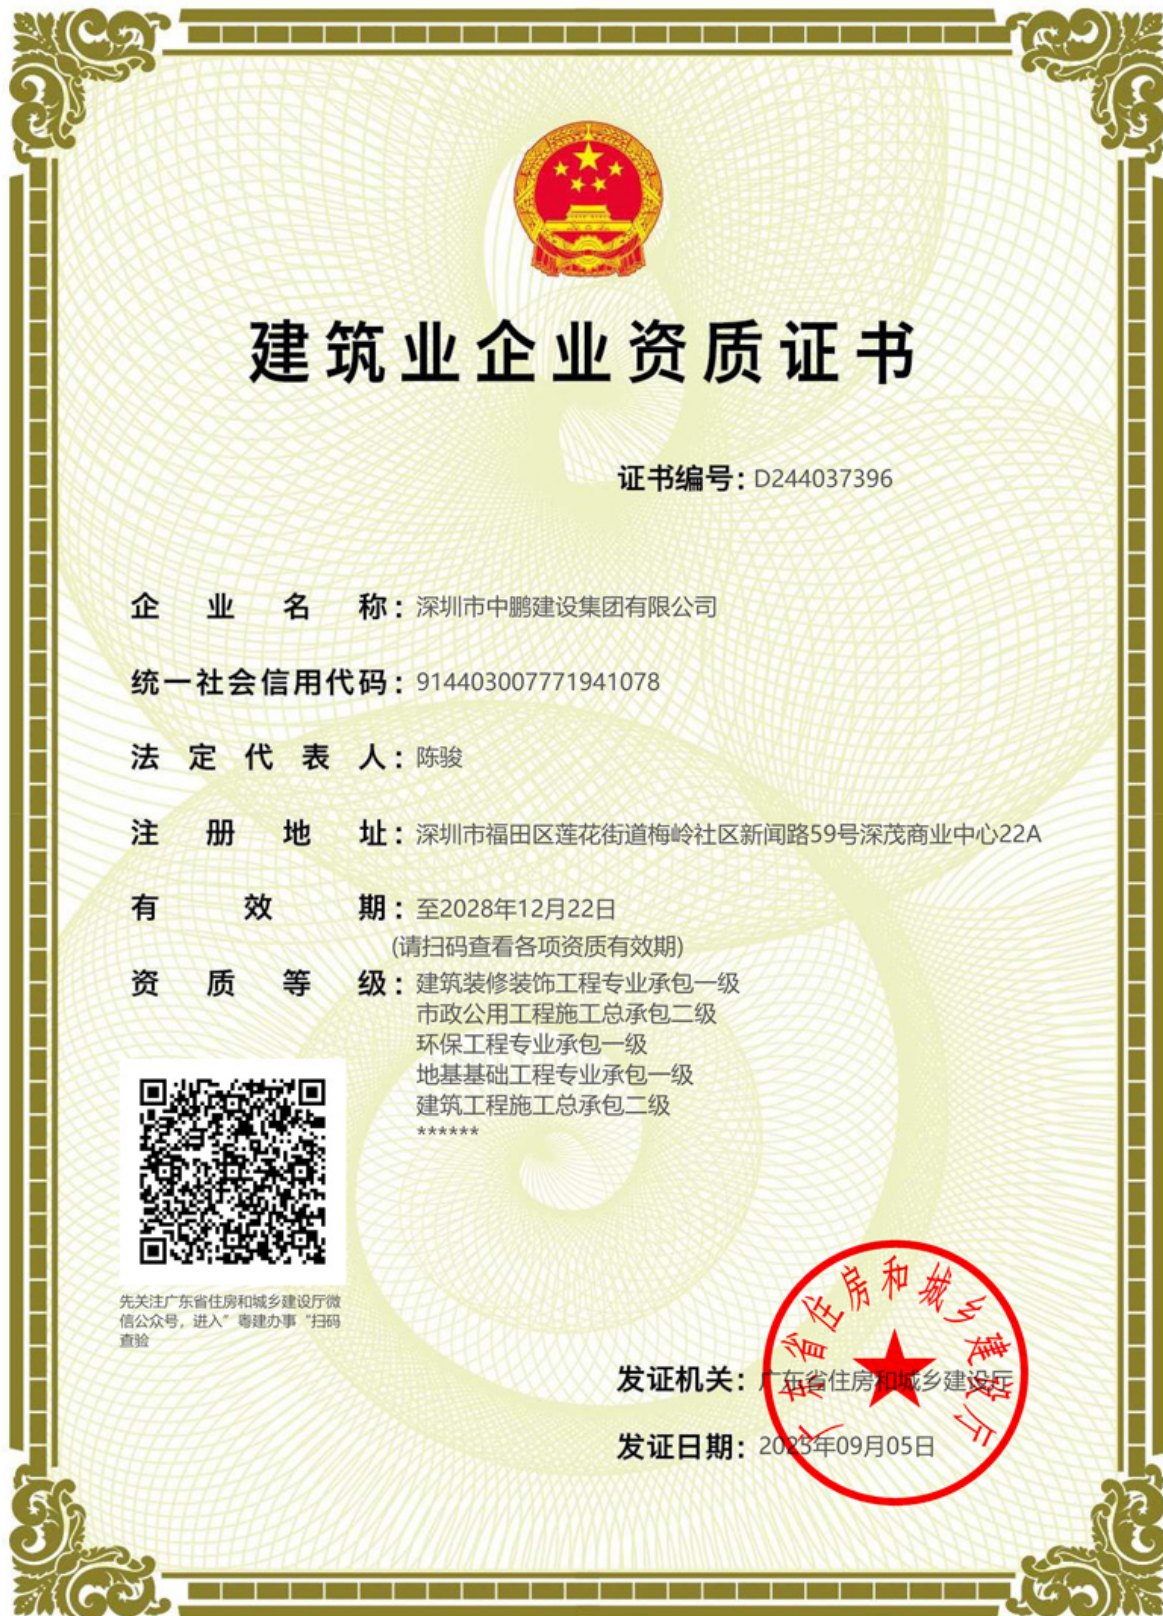 建筑业企业资质证书
证书编号：D244037396
企业名称：深圳市中鹏建设集团有限公司
统一社会信用代码：914403007771941078
法定代表人：陈骏
注册地址：深圳市福田区莲花街道梅岭社区新闻路59号深茂商业中心22A
有效期：至2028年12月22日
(请扫码查看各项资质有效期)
资质等级：建筑装修装饰工程专业承包一级
市政公用工程施工总承包二级
环保工程专业承包一级
地基基础工程专业承包一级
建筑工程施工总承包二级
******
先关注广东省住房和城乡建设厅微
信公众号，进入”粤建办事“扫码
查验
广东省住房和城乡建设厅
发证机关：广东省住房和城乡建设厅
发证日期：2025年09月05日